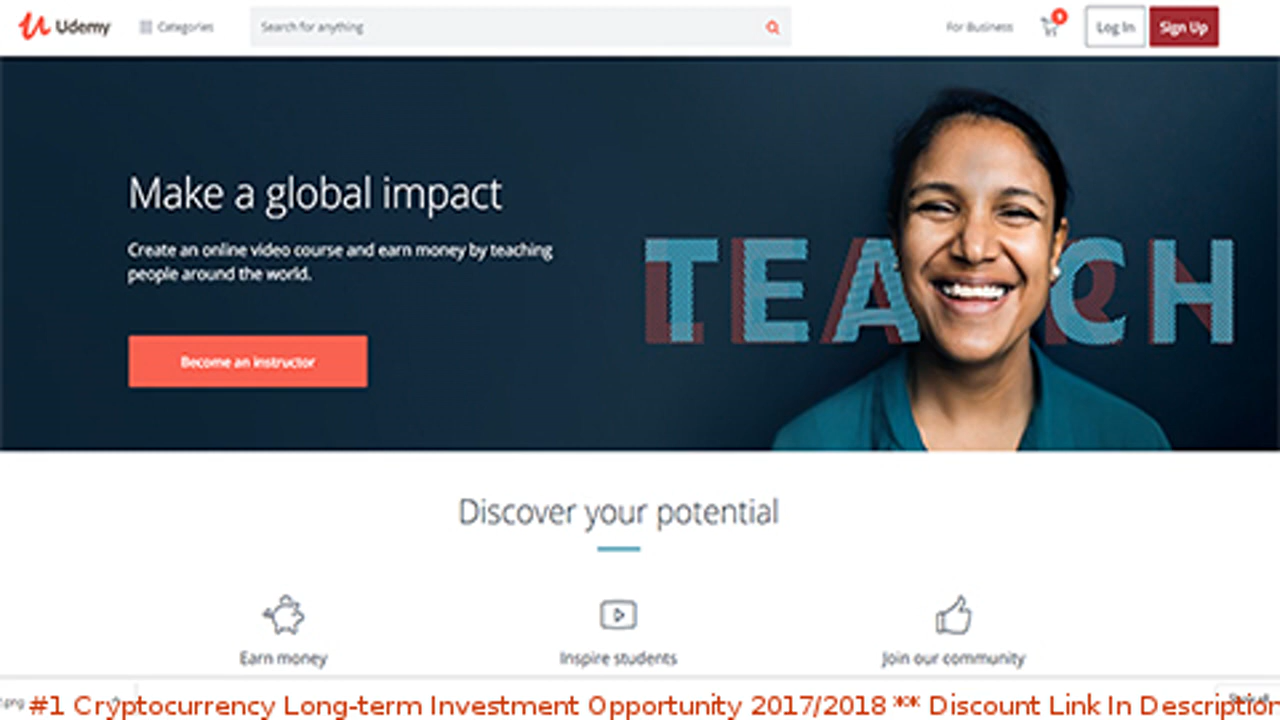 Udemy
Categories
Search for anything
For Business
Log In
Sign Up
Make a global impact
Create an online video course and earn money by teaching
people around the world.
TEACH
Become an instructor
Discover your potential
Earn money
Inspire students
Join our community
#1 Cryptocurrency Long-term Investment Opportunity 2017/2018 ** Discount Link In Description